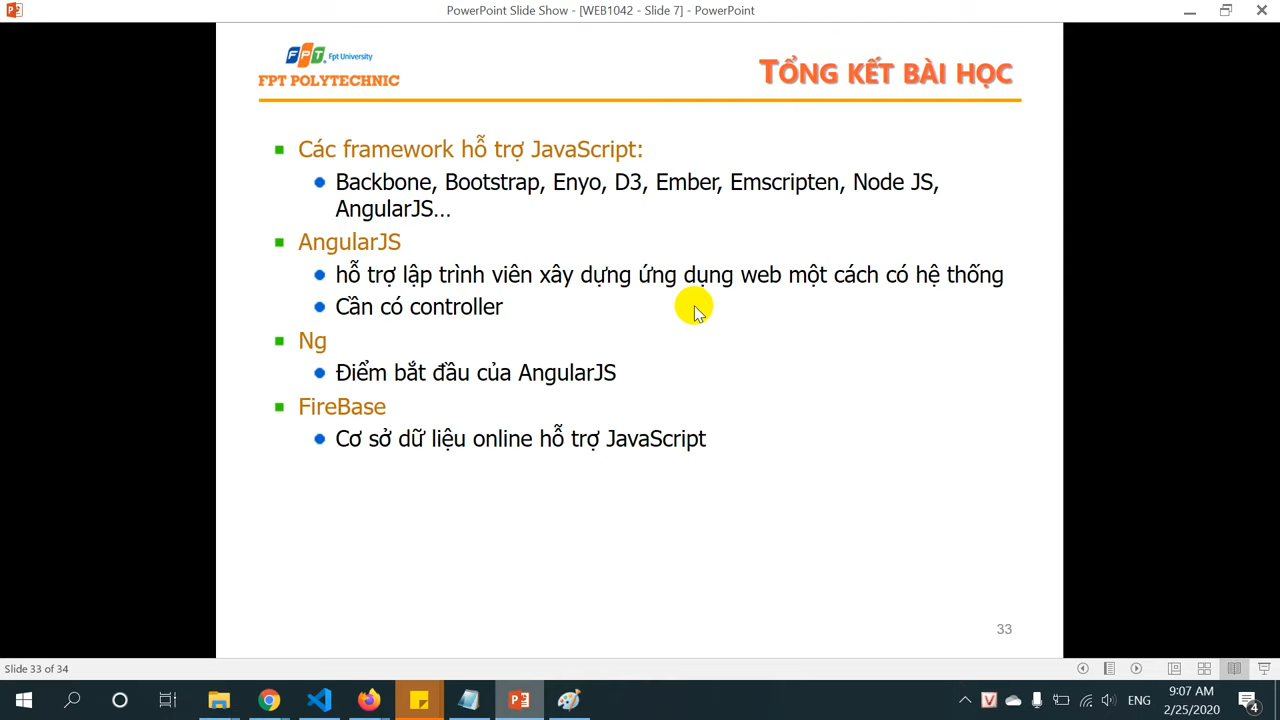 PowerPoint Slide Show - [WEB1042 - Slide 7] - PowerPoint
FPT. Fpt University
FPT POLYTECHNIC
TỔNG KẾT BÀI HỌC
Các framework hỗ trợ JavaScript:
Backbone, Bootstrap, Enyo, D3, Ember, Emscripten, Node JS,
AngularJS...
AngularJS
hỗ trợ lập trình viên xây dựng ứng dụng web một cách có hệ thống
Cần có controller
Ng
Điểm bắt đầu của AngularJS
FireBase
Cơ sở dữ liệu online hỗ trợ JavaScript
33
Slide 33 of 34
ENG
9:07 AM
2/25/2020
4